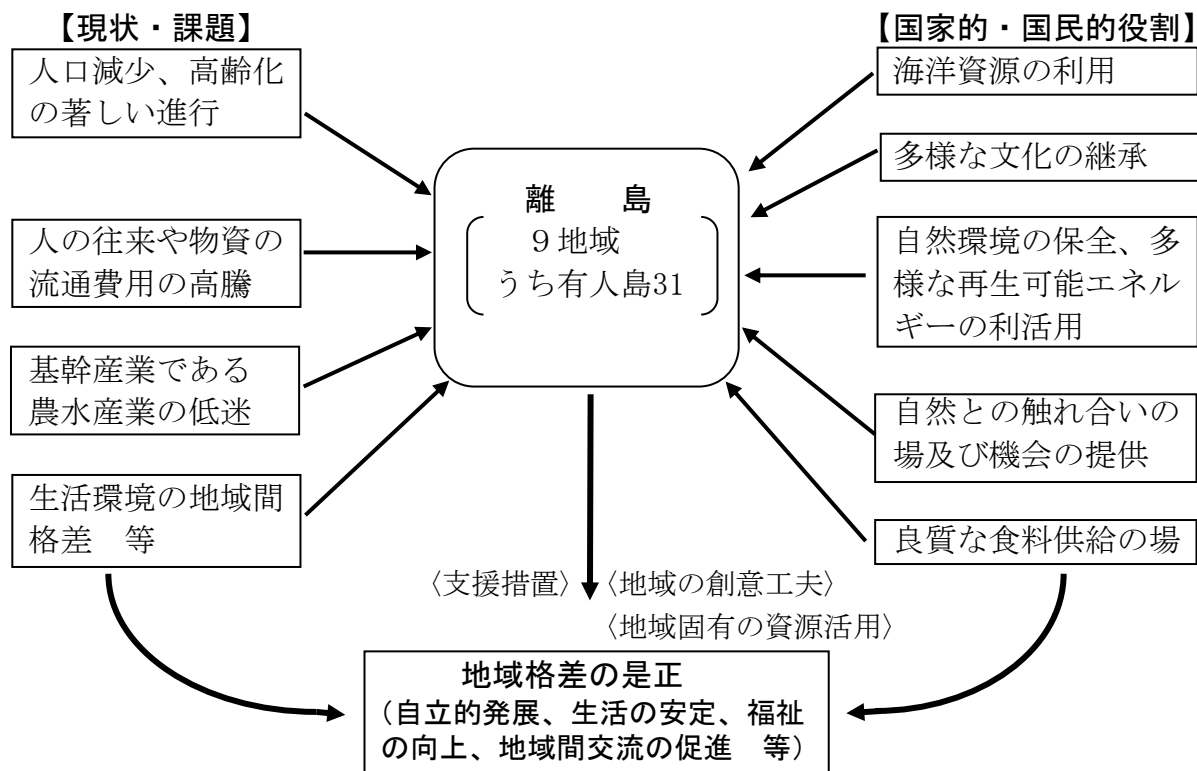 【現状・課題】
人口減少、高齢化
の著しい進行
人の往来や物資の
流通費用の高騰
基幹産業である
農水産業の低迷
生活環境の地域間
格差　等
離　　島
９地域
うち有人島31
【国家的・国民的役割】
海洋資源の利用
多様な文化の継承
自然環境の保全、多
様な再生可能エネル
ギーの利活用
自然との触れ合いの
場及び機会の提供
良質な食料供給の場
〈支援措置〉
〈地域の創意工夫〉
〈地域固有の資源活用〉
地域格差の是正
（自立的発展、生活の安定、福祉
の向上、地域間交流の促進　等）